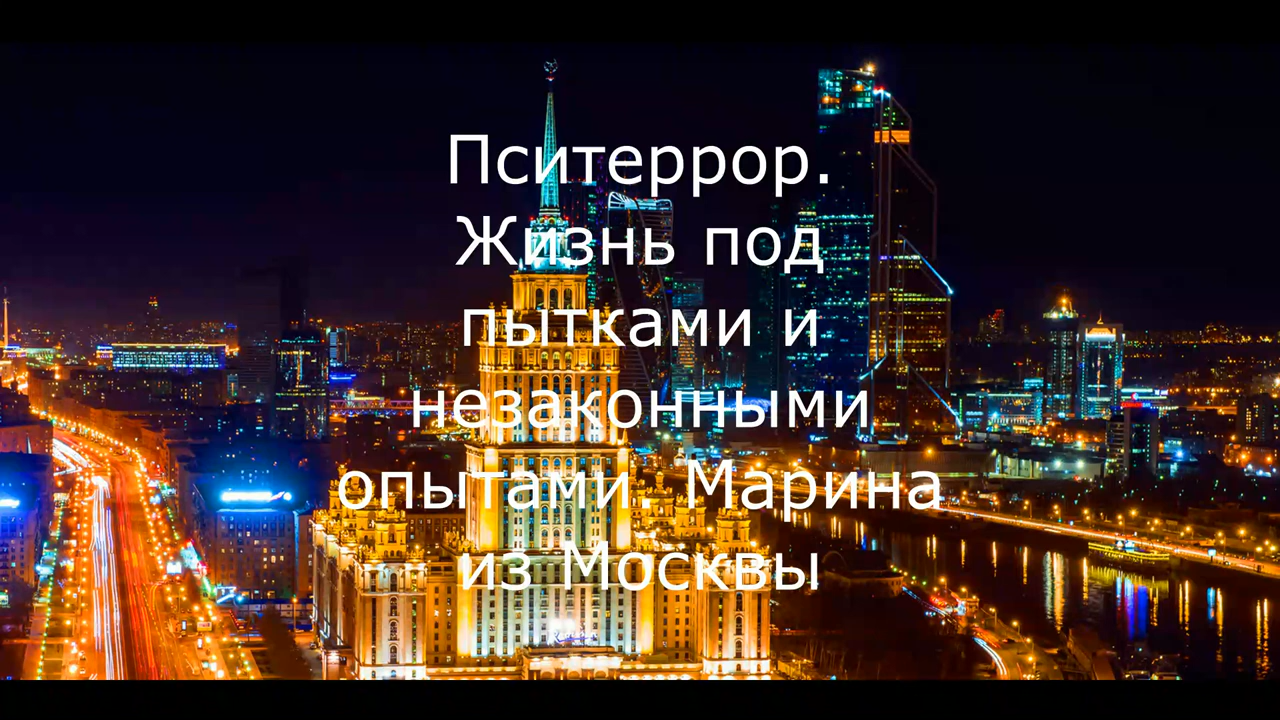 Пситеррор.
Жизнь под
пытками и
незаконными
опытами. Марина
из Москвы